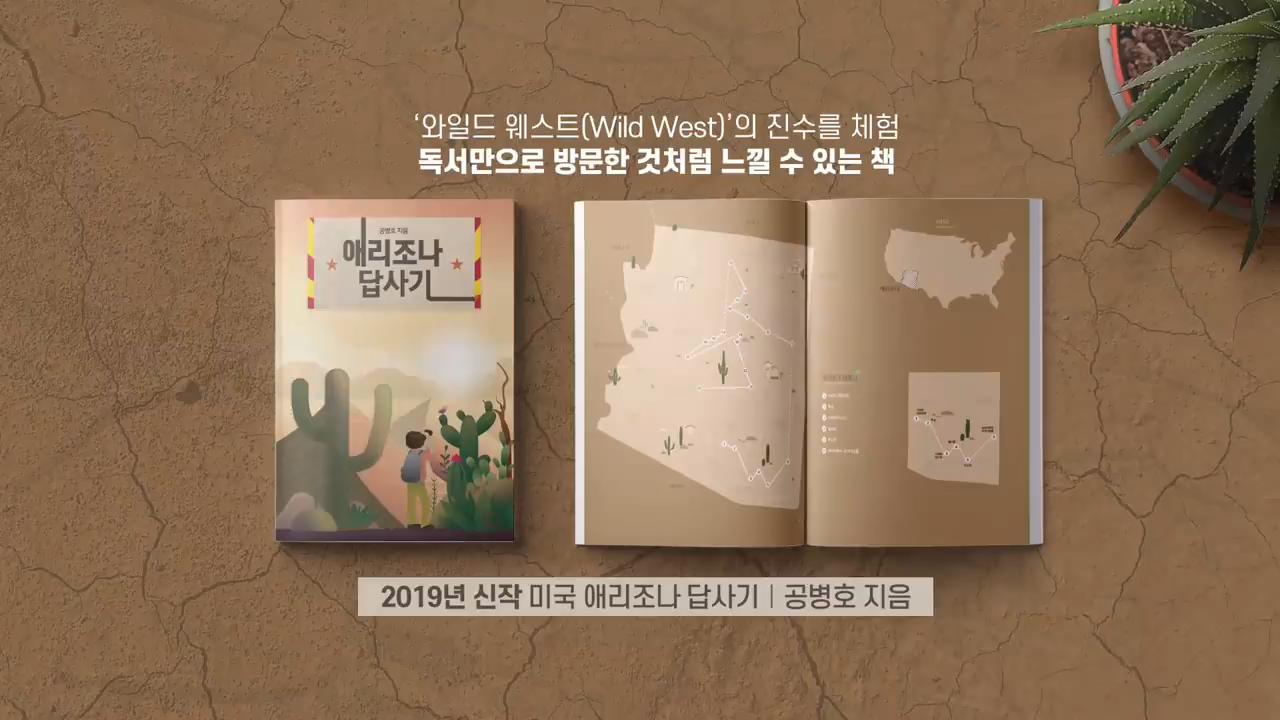 ‘와일드 웨스트(Wild West)’의 진수를 체험
독서만으로 방문한 것처럼 느낄 수 있는 책
공병호 지음
애리조나
답사기
2019년 신작 미국 애리조나 답사기 | 공병호 지음